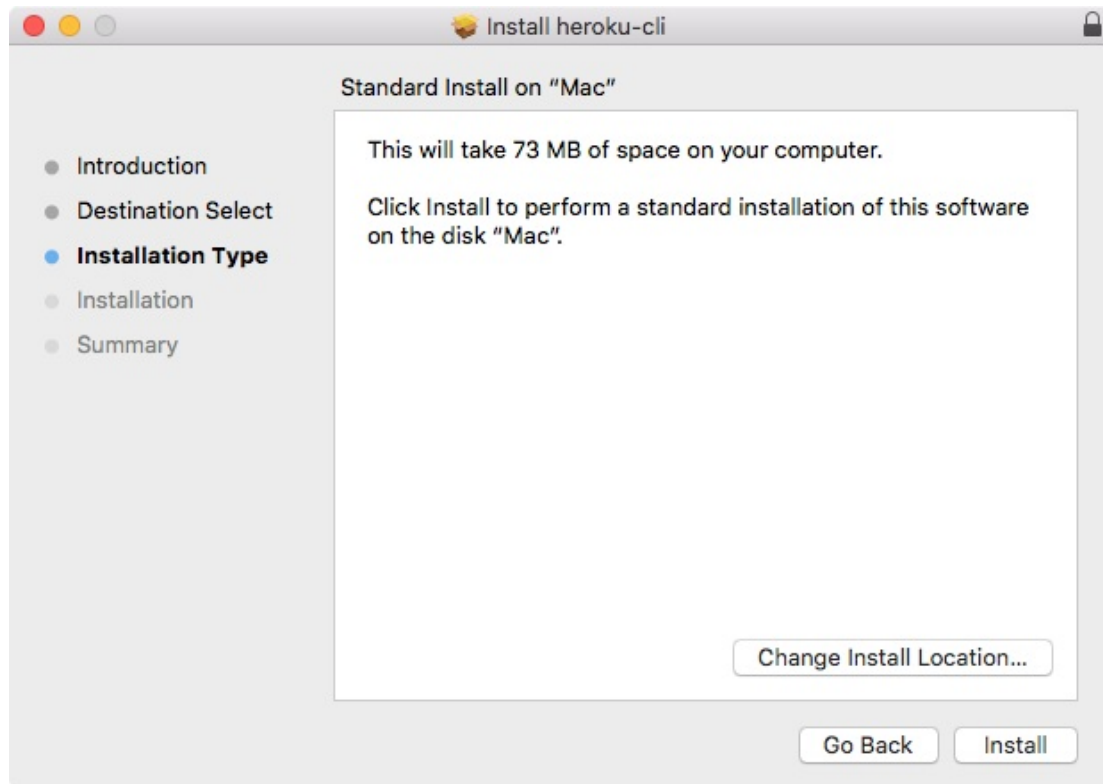 Install heroku-cli
Standard Install on “Mac”
Introduction
Destination Select
Installation Type
Installation
Summary
This will take 73 MB of space on your computer.
Click Install to perform a standard installation of this software
on the disk “Mac”.
Change Install Location...
Go Back
Install